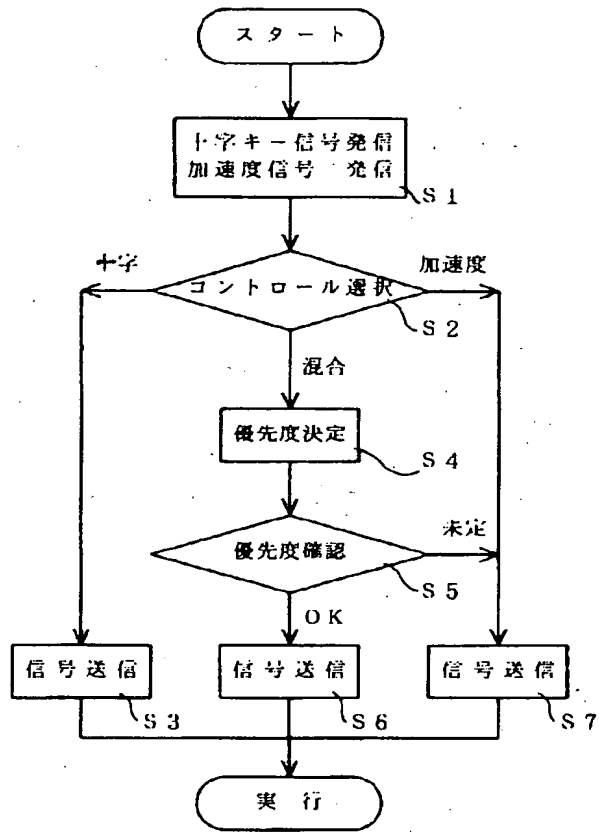 スタート
十字キー信号発信
加速度信号 発信
S1
十字
加速度
コントロール選択
S2
混合
優先度決定
S4
未定
優先度確認
S5
OK
信号送信
信号送信
信号送信
S3
S6
S7
実行